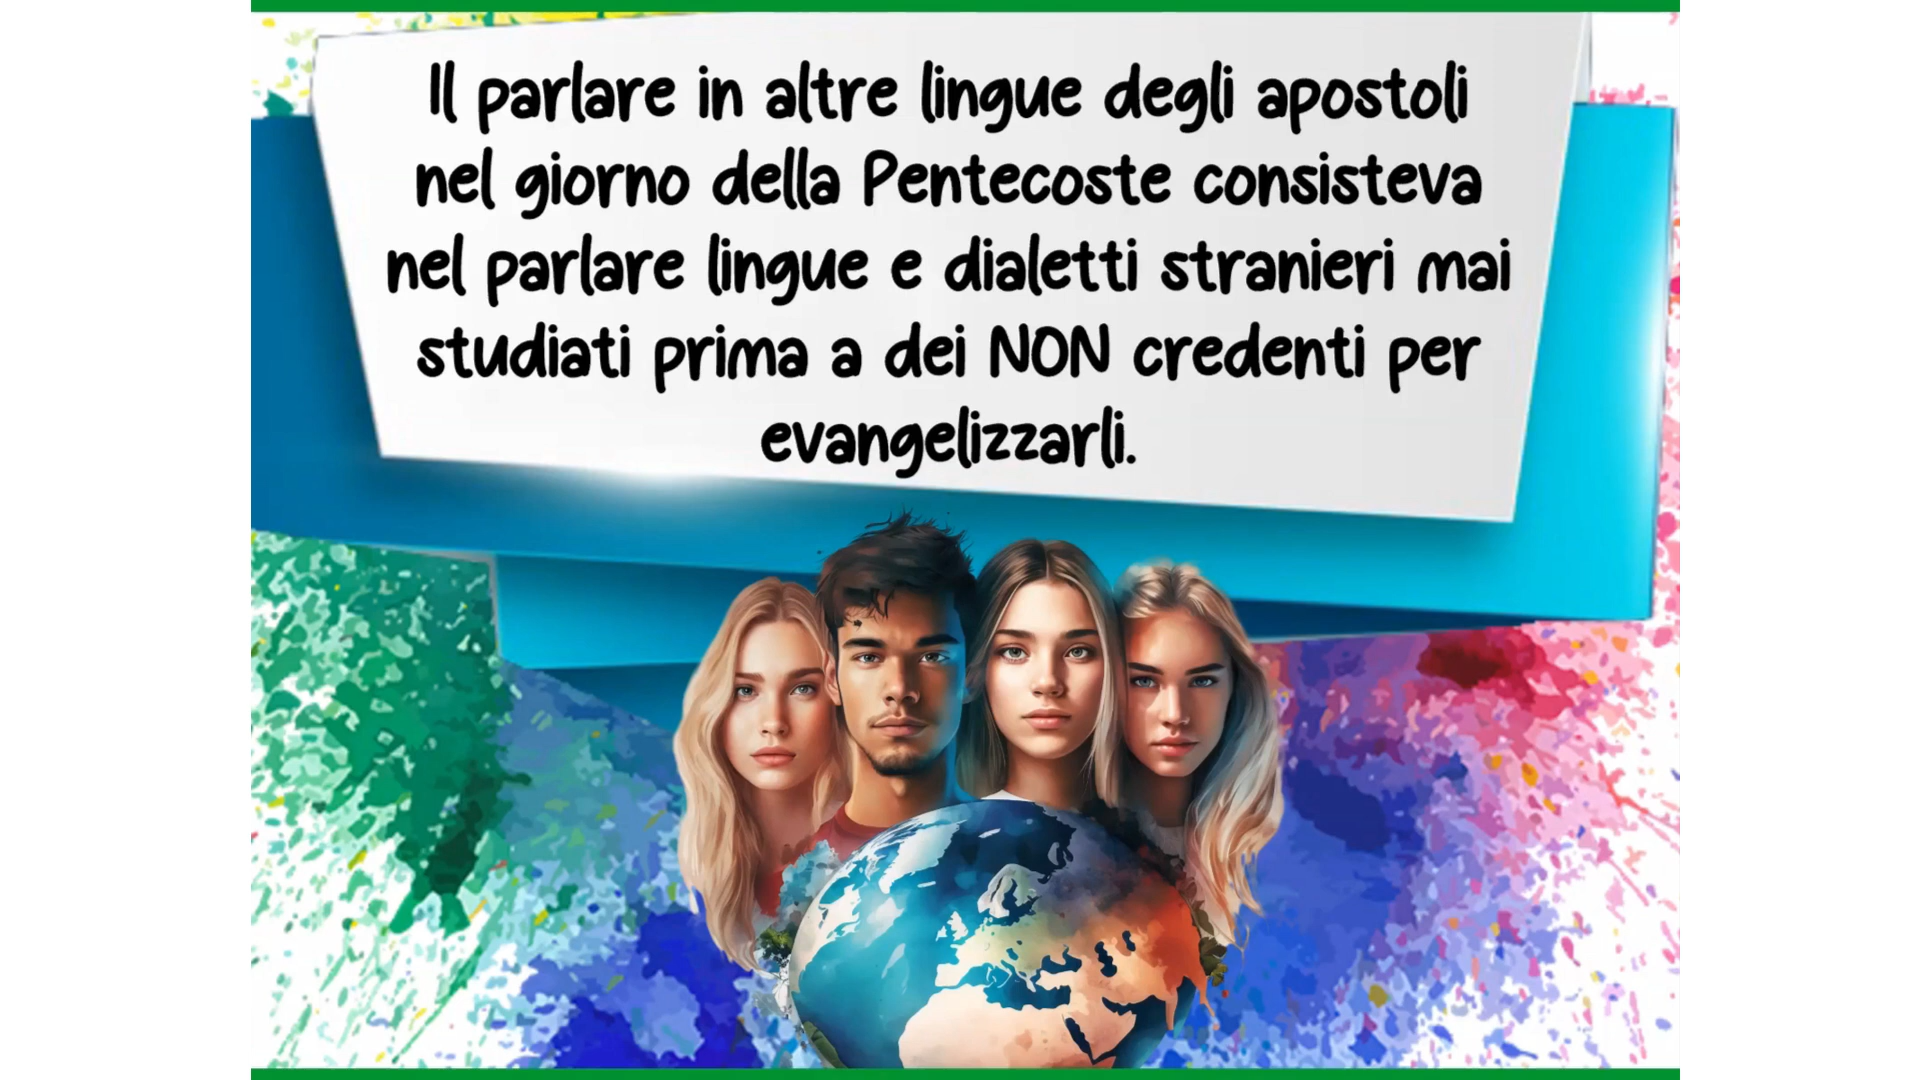 Il parlare in altre lingue degli apostoli
nel giorno della Pentecoste consisteva
nel parlare lingue e dialetti stranieri mai
studiati prima a dei NON credenti per
evangelizzarli.